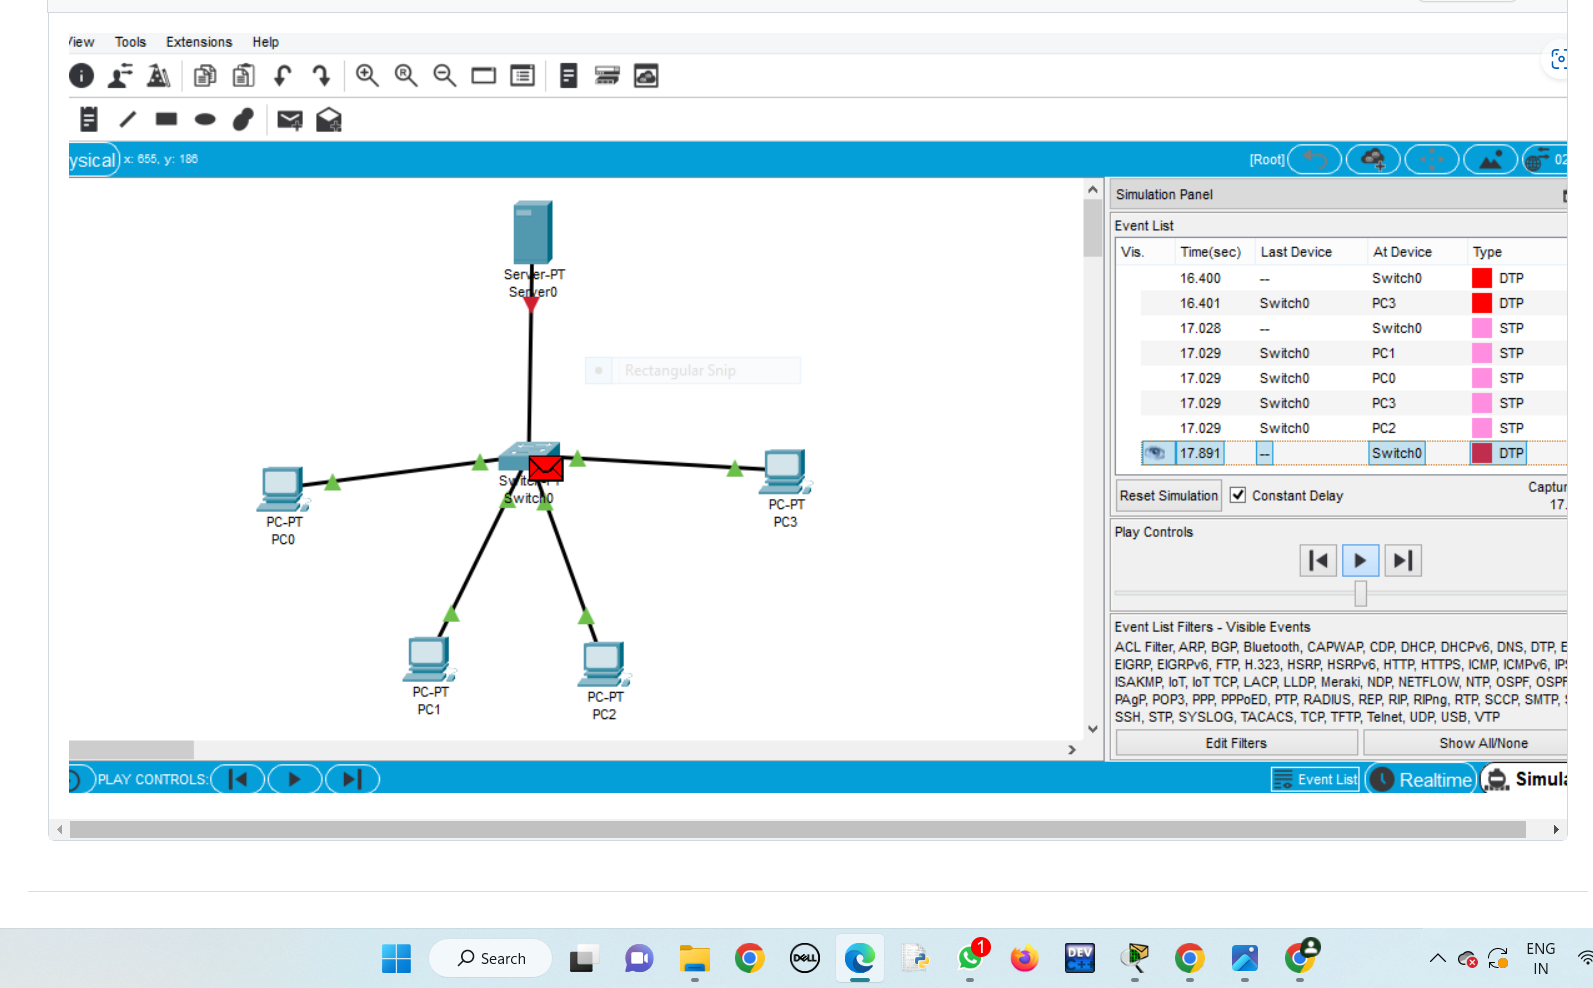 View Tools Extensions Help
ysical x: 655, y: 186
[Root]
02
Server-PT
Server0
Rectangular Snip
Switch0
PC-PT
PC0
PC-PT
PC3
PC-PT
PC1
PC-PT
PC2
Simulation Panel
Event List
Vis. Time(sec) Last Device At Device Type
16.400 -- Switch0 DTP
16.401 Switch0 PC3 DTP
17.028 -- Switch0 STP
17.029 Switch0 PC1 STP
17.029 Switch0 PC0 STP
17.029 Switch0 PC3 STP
17.029 Switch0 PC2 STP
17.891 -- Switch0 DTP
Reset Simulation Constant Delay
Captur
17.
Play Controls
Event List Filters - Visible Events
ACL Filter, ARP, BGP, Bluetooth, CAPWAP, CDP, DHCP, DHCPv6, DNS, DTP, E
EIGRP, EIGRPv6, FTP, H.323, HSRP, HSRPv6, HTTP, HTTPS, ICMP, ICMPv6, IP
ISAKMP, IoT, IoT TCP, LACP, LLDP, Meraki, NDP, NETFLOW, NTP, OSPF, OSPF
PAgP, POP3, PPP, PPPoED, PTP, RADIUS, REP, RIP, RIPng, RTP, SCCP, SMTP,
SSH, STP, SYSLOG, TACACS, TCP, TFTP, Telnet, UDP, USB, VTP
Edit Filters Show All/None
PLAY CONTROLS:
Event List Realtime Simula
Search
DELL
1
DEV
C++
ENG
IN